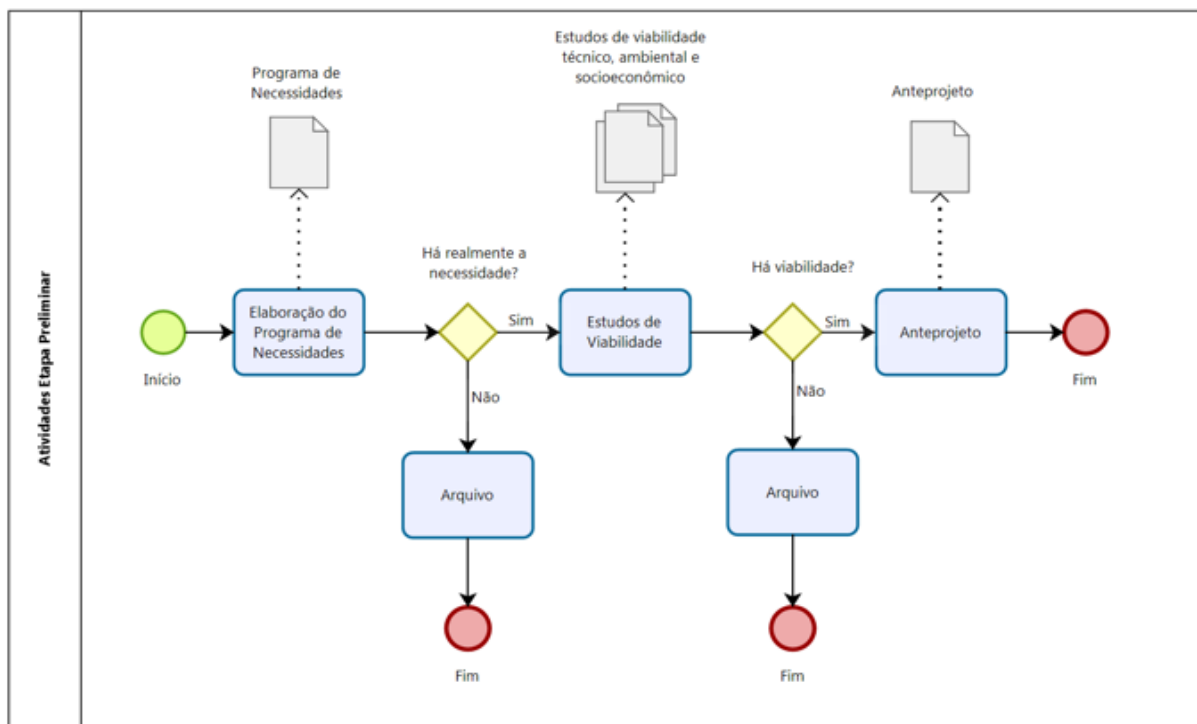 Atividades Etapa Preliminar
Programa de
Necessidades
Estudos de viabilidade
técnico, ambiental e
socioeconômico
Anteprojeto
Há realmente a
necessidade?
Há viabilidade?
Início
Elaboração do
Programa de
Necessidades
Sim
Estudos de
Viabilidade
Sim
Anteprojeto
Fim
Não
Não
Arquivo
Arquivo
Fim
Fim